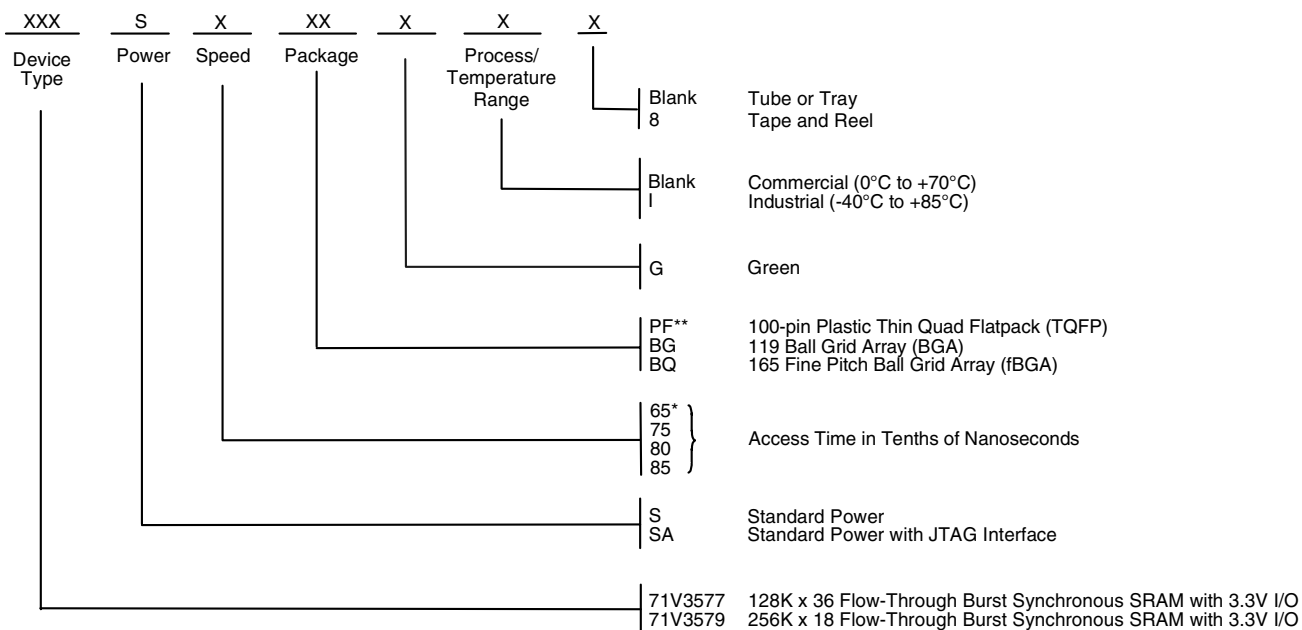 XXX S X XX X X X
Device Type Power Speed Package Process/ Temperature Range
Blank Tube or Tray
8 Tape and Reel
Blank Commercial (0°C to +70°C)
I Industrial (-40°C to +85°C)
G Green
PF** 100-pin Plastic Thin Quad Flatpack (TQFP)
BG 119 Ball Grid Array (BGA)
BQ 165 Fine Pitch Ball Grid Array (fBGA)
65*
75
80
85
Access Time in Tenths of Nanoseconds
S Standard Power
SA Standard Power with JTAG Interface
71V3577 128K x 36 Flow-Through Burst Synchronous SRAM with 3.3V I/O
71V3579 256K x 18 Flow-Through Burst Synchronous SRAM with 3.3V I/O